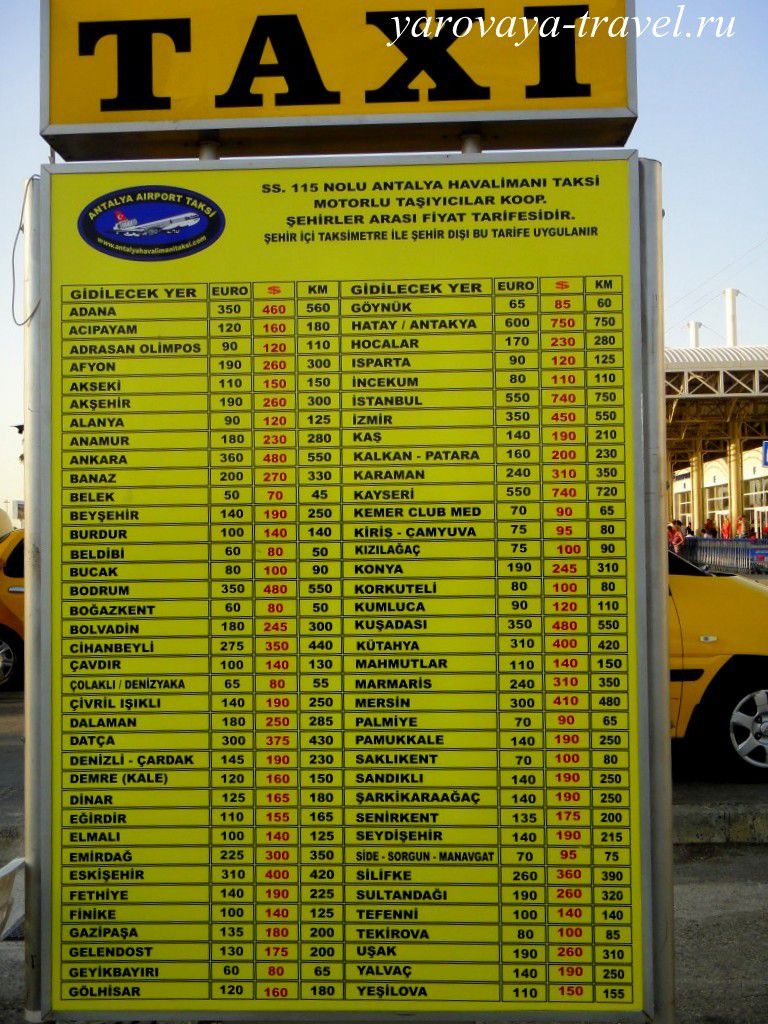 yarovaya-travel.ru
TAXI
ANTALYA AIRPORT TAKSİ
www.antalyahavalimanitaksi.com
SS. 115 NOLU ANTALYA HAVALİMANI TAKSİ
MOTORLU TAŞIYICILAR KOOP.
ŞEHİRLER ARASI FİYAT TARİFESİDİR.
ŞEHİR İÇİ TAKSİMETRE İLE ŞEHİR DIŞI BU TARİFE UYGULANIR
GİDİLECEK YER EURO $ KM GİDİLECEK YER EURO $ KM
ADANA 350 460 560 GÖYNÜK 65 85 60
ACIPAYAM 120 160 180 HATAY / ANTAKYA 600 750 750
ADRASAN OLİMPOS 90 120 110 HOCALAR 170 230 280
AFYON 190 260 300 ISPARTA 90 120 125
AKSEKİ 110 150 150 İNCEKUM 80 110 110
AKŞEHİR 190 260 300 İSTANBUL 550 740 750
ALANYA 90 120 125 İZMİR 350 450 550
ANAMUR 180 230 280 KAŞ 140 190 210
ANKARA 360 480 550 KALKAN - PATARA 160 200 230
BANAZ 200 270 330 KARAMAN 240 310 350
BELEK 50 70 45 KAYSERİ 550 740 720
BEYŞEHİR 140 190 250 KEMER CLUB MED 70 90 65
BURDUR 100 140 140 KİRİŞ - ÇAMYUVA 75 95 80
BELDİBİ 60 80 50 KIZILAĞAÇ 75 100 90
BUCAK 80 100 90 KONYA 190 245 310
BODRUM 350 480 550 KORKUTELİ 80 100 80
BOĞAZKENT 60 80 50 KUMLUCA 90 120 110
BOLVADİN 180 245 300 KUŞADASI 350 480 550
CİHANBEYLİ 275 350 440 KÜTAHYA 310 400 420
ÇAVDIR 100 140 130 MAHMUTLAR 110 140 150
ÇOLAKLI / DENİZYAKA 65 80 55 MARMARİS 240 310 350
ÇİVRİL IŞIKLI 140 190 250 MERSİN 300 410 480
DALAMAN 180 250 285 PALMİYE 70 90 65
DATÇA 300 375 430 PAMUKKALE 140 190 250
DENİZLİ - ÇARDAK 145 190 230 SAKLIKENT 70 100 80
DEMRE (KALE) 120 160 150 SANDIKLI 140 190 250
DİNAR 125 165 180 ŞARKİKARAAĞAÇ 140 190 250
EĞİRDİR 110 155 165 SENİRKENT 135 175 200
ELMALI 100 140 125 SEYDİŞEHİR 140 190 215
EMİRDAĞ 225 300 350 SİDE - SORGUN - MANAVGAT 70 95 75
ESKİŞEHİR 310 400 420 SİLİFKE 260 360 390
FETHİYE 140 190 225 SULTANDAĞI 190 260 320
FİNİKE 100 140 125 TEFENNİ 100 140 140
GAZİPAŞA 135 180 200 TEKİROVA 80 100 85
GELENDOST 130 175 200 UŞAK 190 260 310
GEYİKBAYIRI 60 80 65 YALVAÇ 140 190 250
GÖLHİSAR 120 160 180 YEŞİLOVA 110 150 155